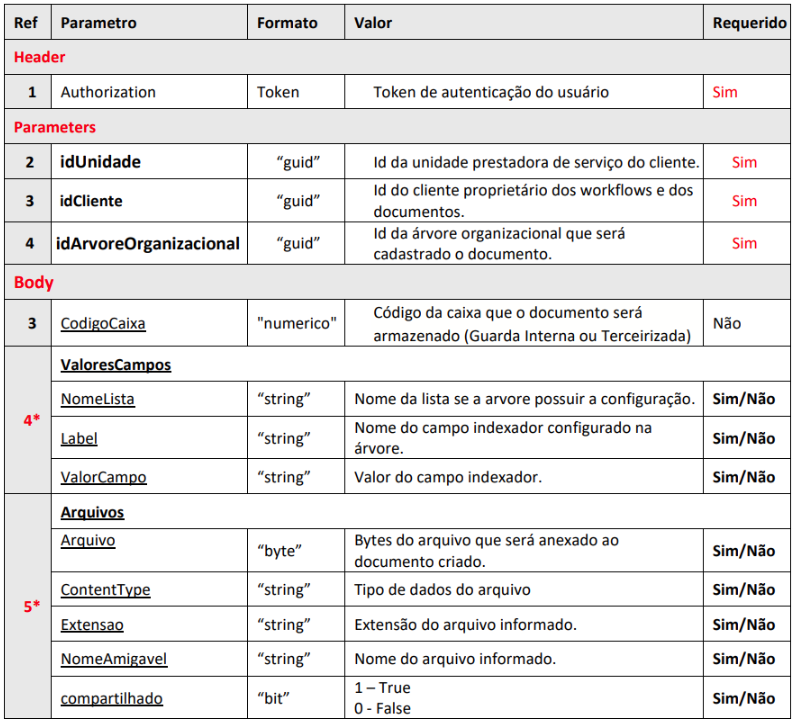 Ref Parametro Formato Valor Requerido
Header
1 Authorization Token Token de autenticação do usuário Sim
Parameters
2 idUnidade “guid” Id da unidade prestadora de serviço do cliente. Sim
3 idCliente “guid” Id do cliente proprietário dos workflows e dos
documentos. Sim
4 idArvoreOrganizacional “guid” Id da árvore organizacional que será
cadastrado o documento. Sim
Body
3 CodigoCaixa "numerico" Código da caixa que o documento será
armazenado (Guarda Interna ou Terceirizada) Não
4* ValoresCampos
NomeLista “string” Nome da lista se a arvore possuir a configuração. Sim/Não
Label “string” Nome do campo indexador configurado na
árvore. Sim/Não
ValorCampo “string” Valor do campo indexador. Sim/Não
5* Arquivos
Arquivo “byte” Bytes do arquivo que será anexado ao
documento criado. Sim/Não
ContentType “string” Tipo de dados do arquivo Sim/Não
Extensao “string” Extensão do arquivo informado. Sim/Não
NomeAmigavel “string” Nome do arquivo informado. Sim/Não
compartilhado “bit” 1 – True
0 - False Sim/Não